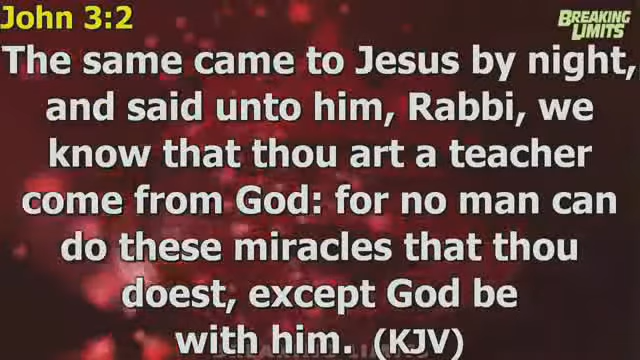 John 3:2
BREAKING
LIMITS
The same came to Jesus by night,
and said unto him, Rabbi, we
know that thou art a teacher
come from God: for no man can
do these miracles that thou
doest, except God be
with him. (KJV)